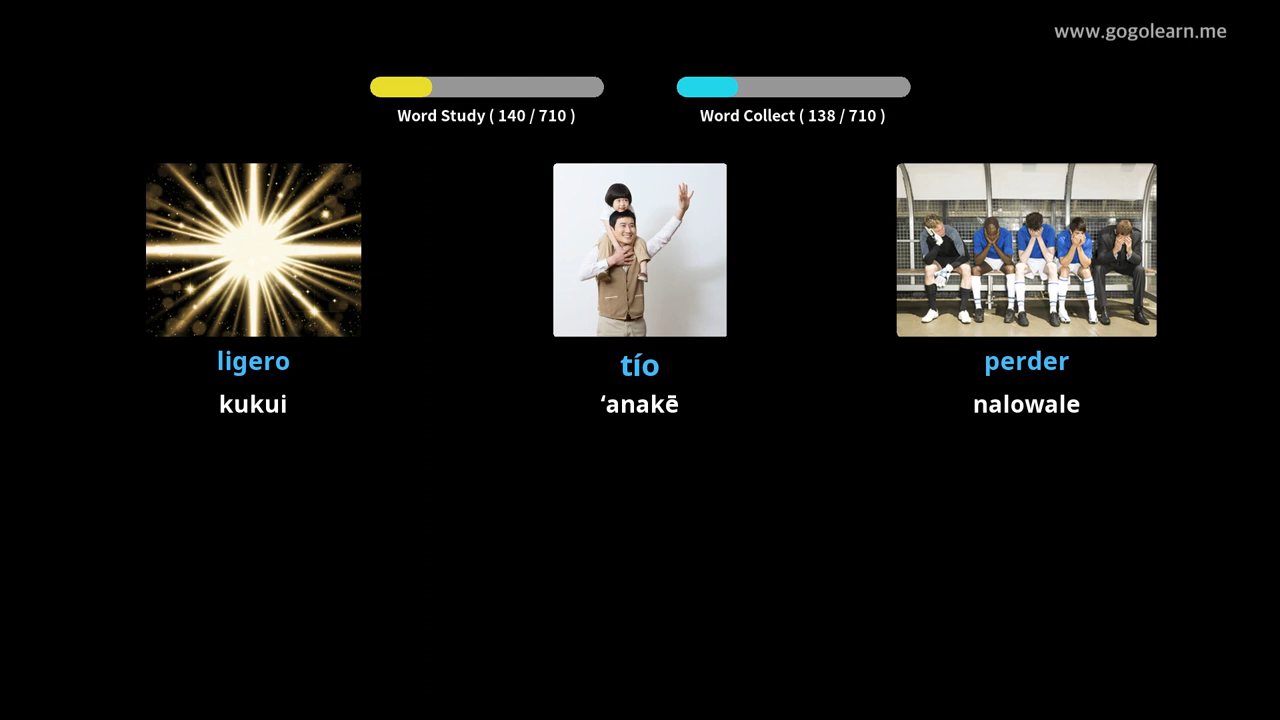 www.gogolearn.me
Word Study ( 140 / 710 )
Word Collect ( 138 / 710 )
ligero
tío
perder
kukui
ʻanakē
nalowale